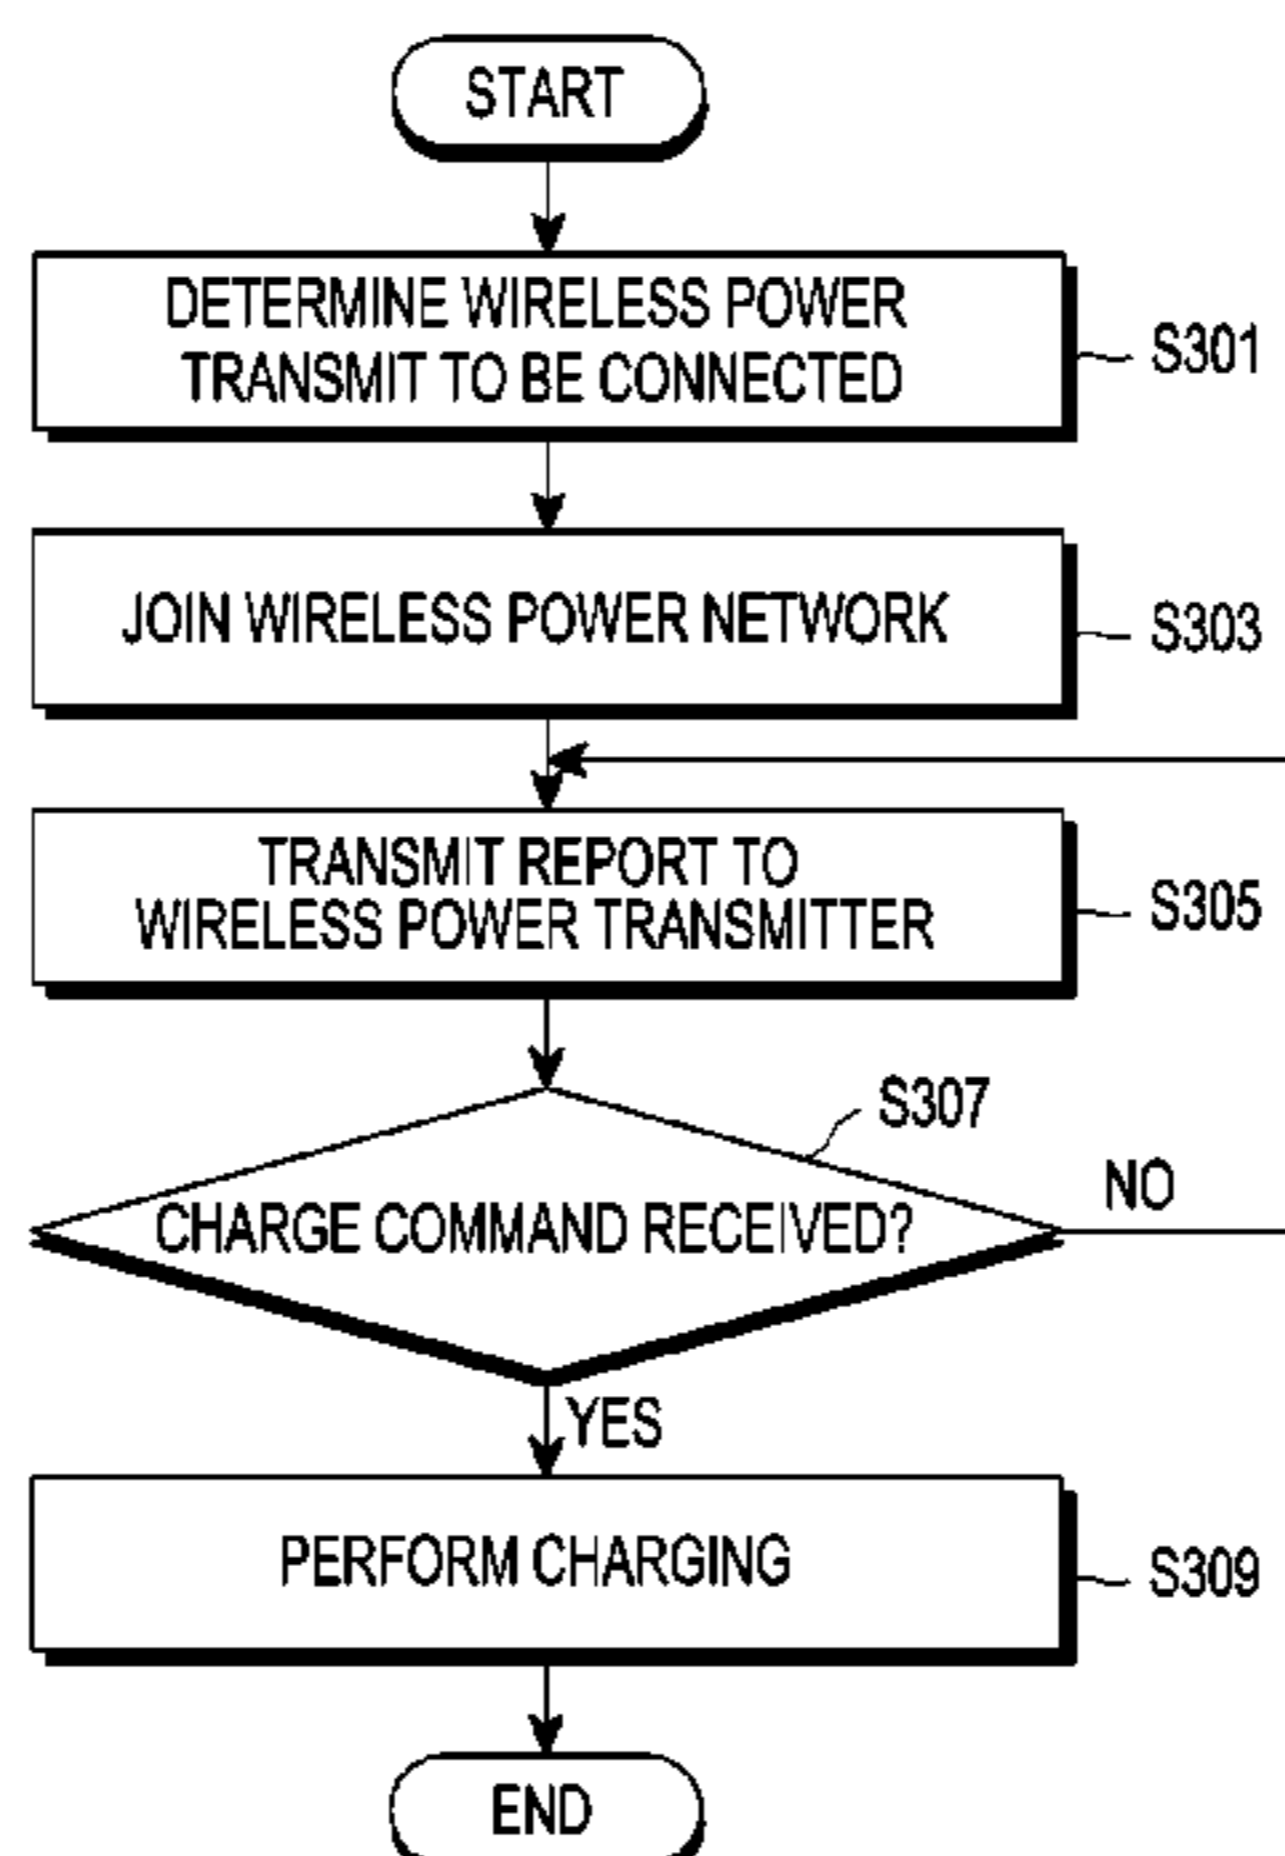 START
DETERMINE WIRELESS POWER
TRANSMIT TO BE CONNECTED
S301
JOIN WIRELESS POWER NETWORK
S303
TRANSMIT REPORT TO
WIRELESS POWER TRANSMITTER
S305
S307
CHARGE COMMAND RECEIVED?
NO
YES
PERFORM CHARGING
S309
END